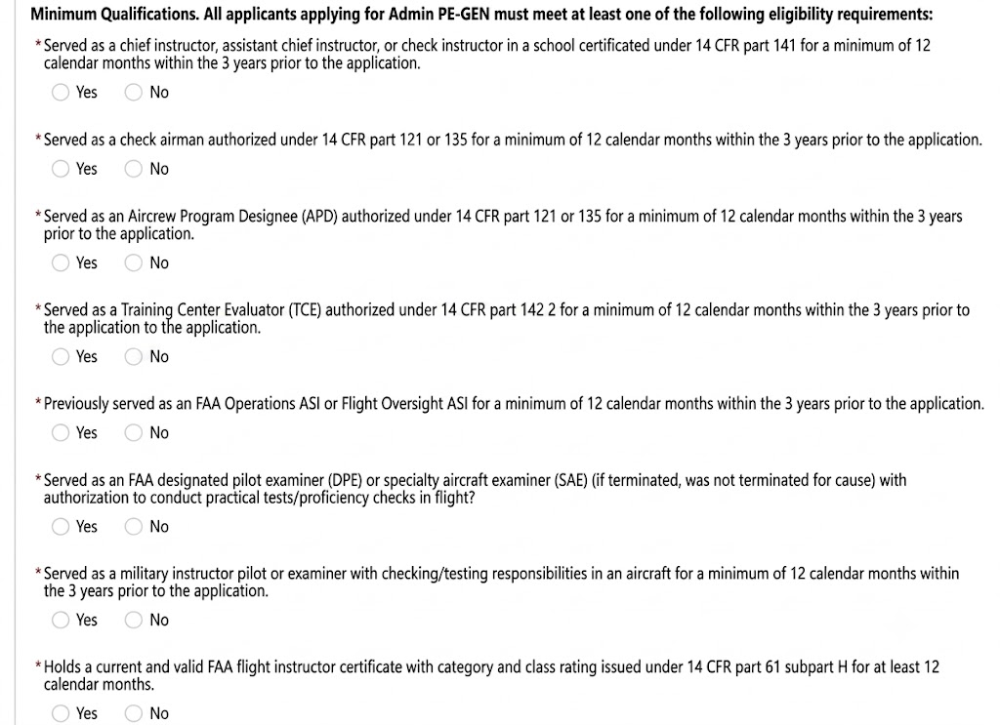 Minimum Qualifications. All applicants applying for Admin PE-GEN must meet at least one of the following eligibility requirements:
* Served as a chief instructor, assistant chief instructor, or check instructor in a school certificated under 14 CFR part 141 for a minimum of 12
calendar months within the 3 years prior to the application.
Yes No
* Served as a check airman authorized under 14 CFR part 121 or 135 for a minimum of 12 calendar months within the 3 years prior to the application.
Yes No
* Served as an Aircrew Program Designee (APD) authorized under 14 CFR part 121 or 135 for a minimum of 12 calendar months within the 3 years
prior to the application.
Yes No
* Served as a Training Center Evaluator (TCE) authorized under 14 CFR part 142 2 for a minimum of 12 calendar months within the 3 years prior to
the application to the application.
Yes No
* Previously served as an FAA Operations ASI or Flight Oversight ASI for a minimum of 12 calendar months within the 3 years prior to the application.
Yes No
* Served as an FAA designated pilot examiner (DPE) or specialty aircraft examiner (SAE) (if terminated, was not terminated for cause) with
authorization to conduct practical tests/proficiency checks in flight?
Yes No
* Served as a military instructor pilot or examiner with checking/testing responsibilities in an aircraft for a minimum of 12 calendar months within
the 3 years prior to the application.
Yes No
* Holds a current and valid FAA flight instructor certificate with category and class rating issued under 14 CFR part 61 subpart H for at least 12
calendar months.
Yes No